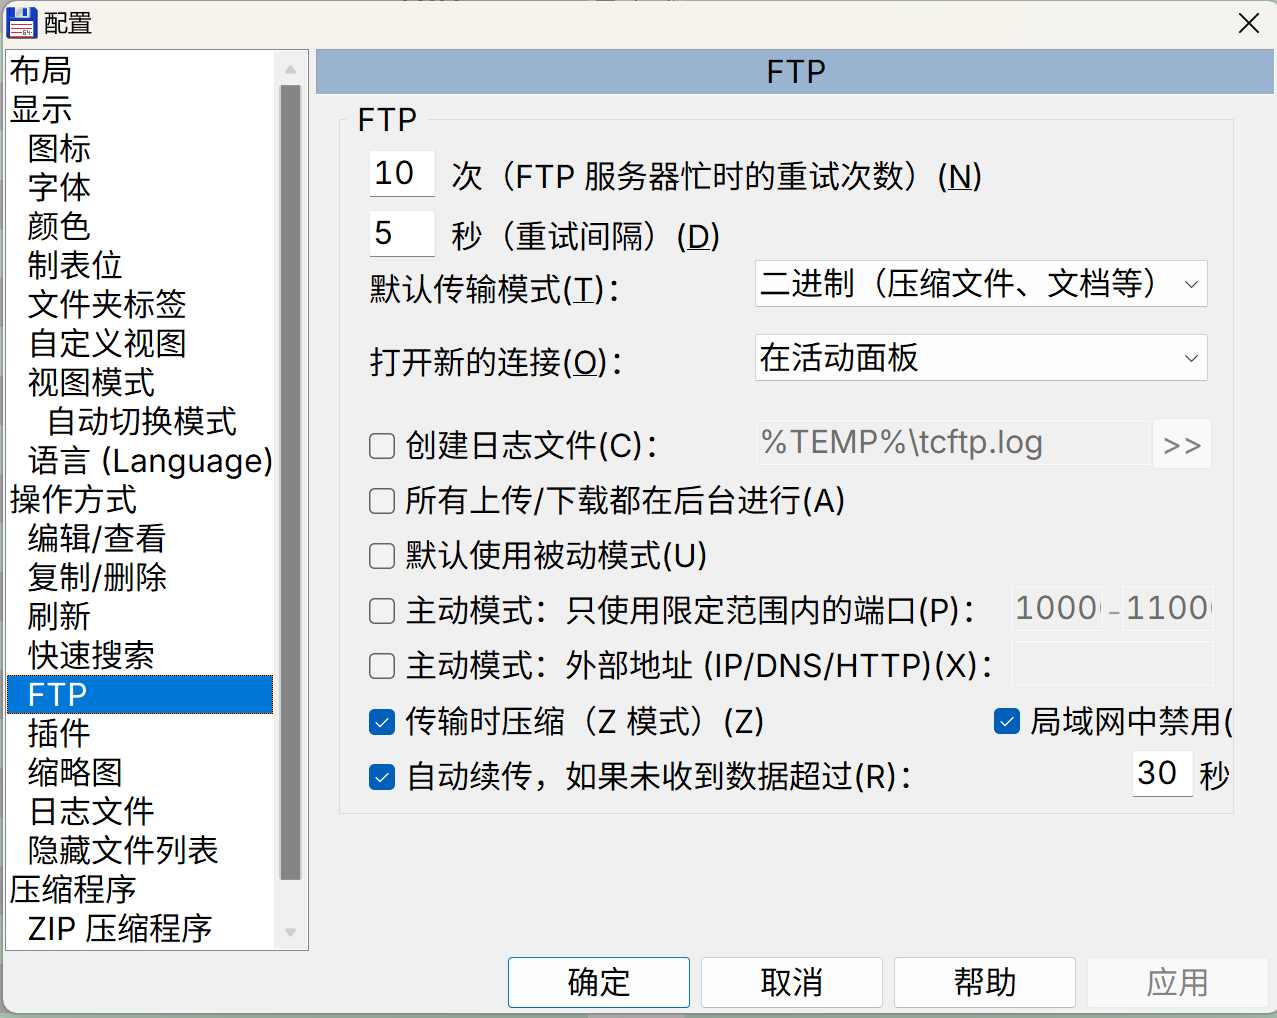 配置
布局
显示
图标
字体
颜色
制表位
文件夹标签
自定义视图
视图模式
自动切换模式
语言 (Language)
操作方式
编辑/查看
复制/删除
刷新
快速搜索
FTP
插件
缩略图
日志文件
隐藏文件列表
压缩程序
ZIP 压缩程序
FTP
FTP
10 次（FTP 服务器忙时的重试次数）(N)
5 秒（重试间隔）(D)
默认传输模式(T)： 二进制（压缩文件、文档等）
打开新的连接(O)： 在活动面板
创建日志文件(C)： %TEMP%\tcftp.log >>
所有上传/下载都在后台进行(A)
默认使用被动模式(U)
主动模式：只使用限定范围内的端口(P)： 1000 - 1100
主动模式：外部地址 (IP/DNS/HTTP)(X)：
传输时压缩（Z 模式）(Z) 局域网中禁用(
自动续传，如果未收到数据超过(R)： 30 秒
确定 取消 帮助 应用